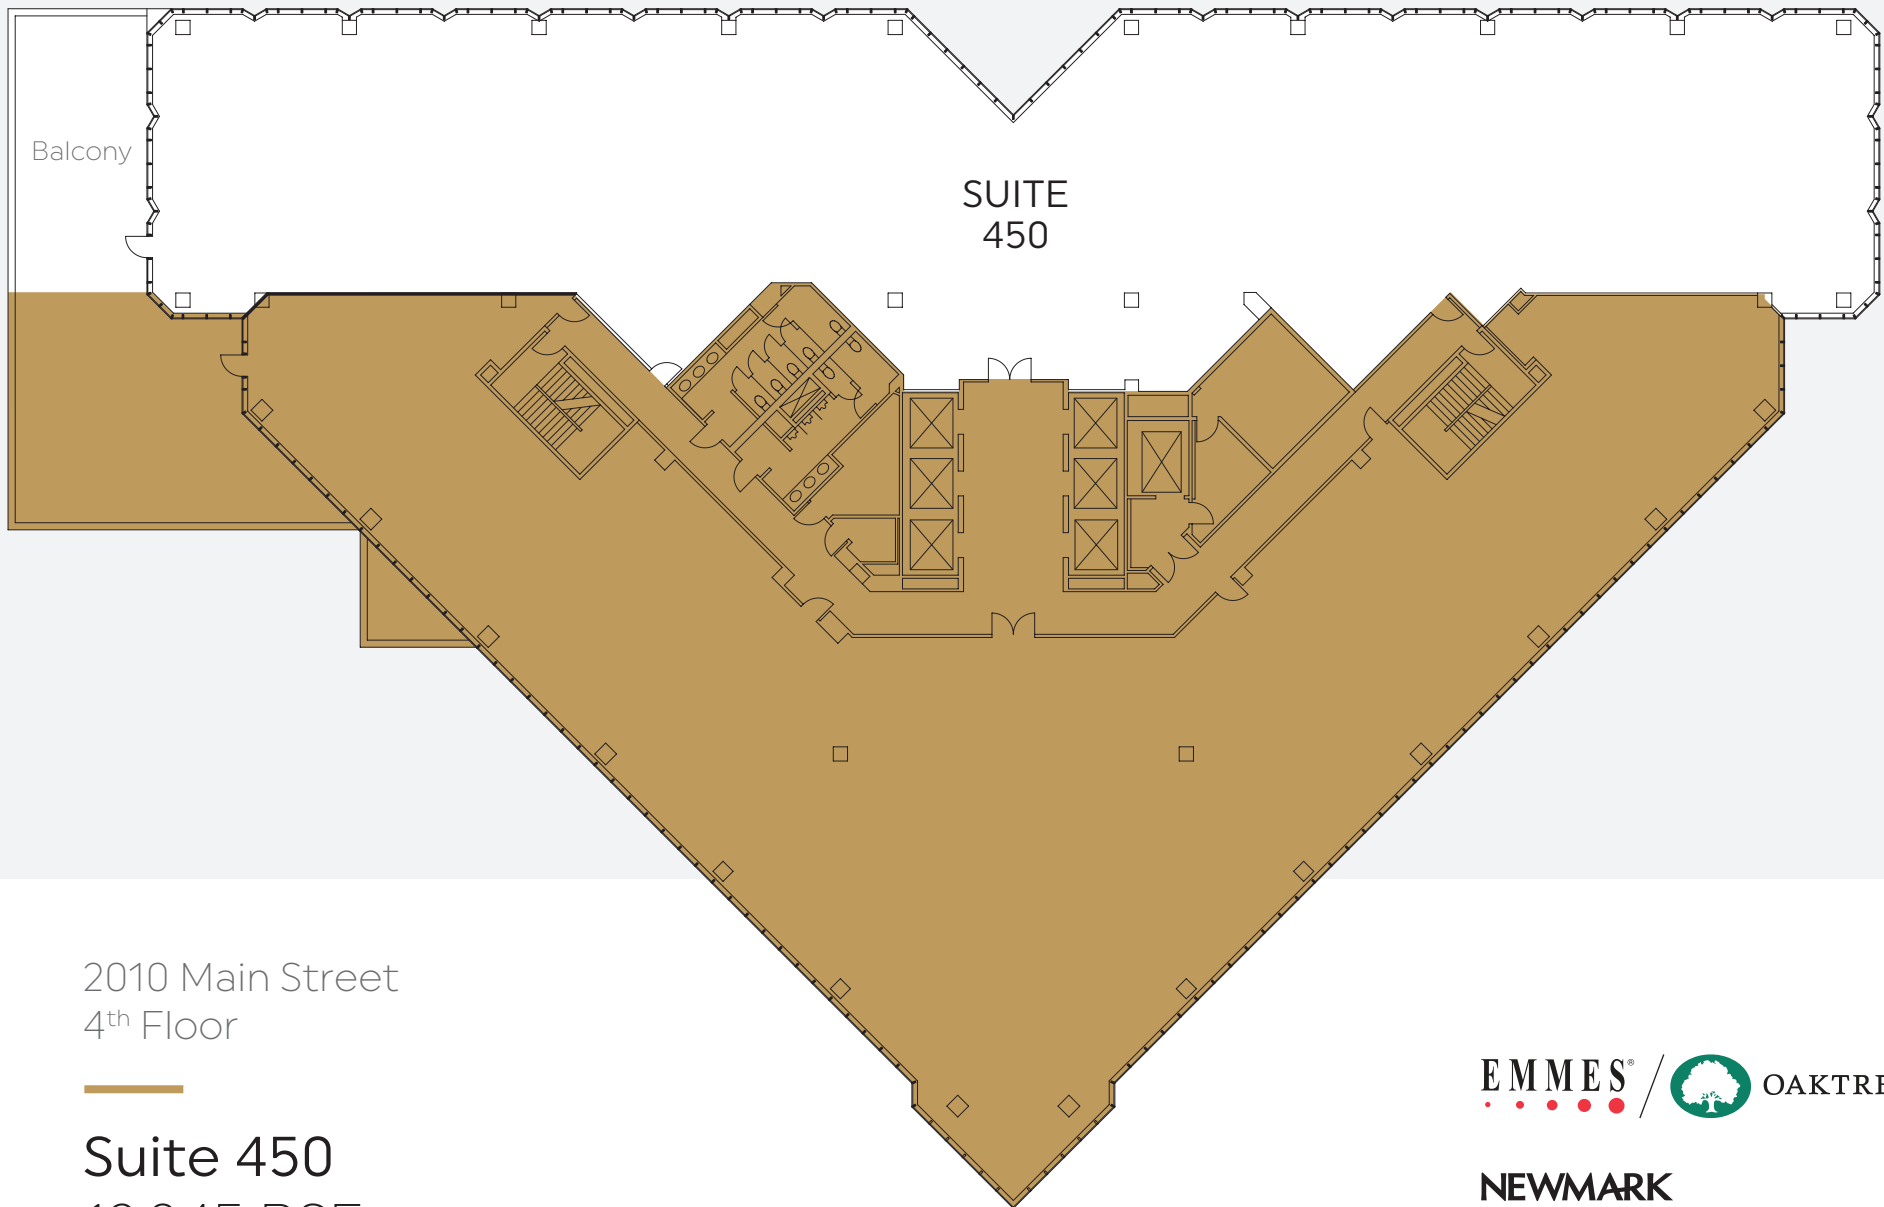 Balcony
SUITE
450
2010 Main Street
4th Floor
Suite 450
EMMES®
NEWMARK